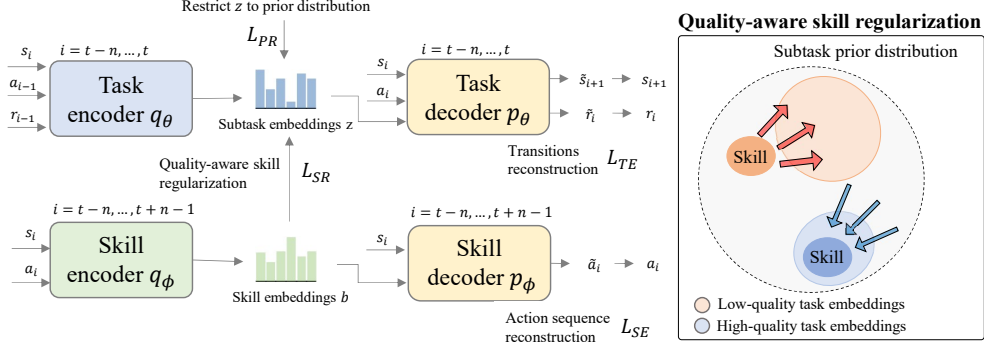 Restrict z to prior distribution
L_PR
i = t − n, … , t
s_i
a_{i−1}
r_{i−1}
Task
encoder q_θ
Subtask embeddings z
i = t − n, … , t
s_i
a_i
Task
decoder p_θ
s̃_{i+1}
s_{i+1}
r̃_i
r_i
Transitions
reconstruction
L_TE
Quality-aware skill
regularization
L_SR
i = t − n, … , t + n − 1
s_i
a_i
Skill
encoder q_ϕ
Skill embeddings b
i = t − n, … , t + n − 1
s_i
Skill
decoder p_ϕ
ã_i
a_i
Action sequence
reconstruction
L_SE
Quality-aware skill regularization
Subtask prior distribution
Skill
Skill
Low-quality task embeddings
High-quality task embeddings